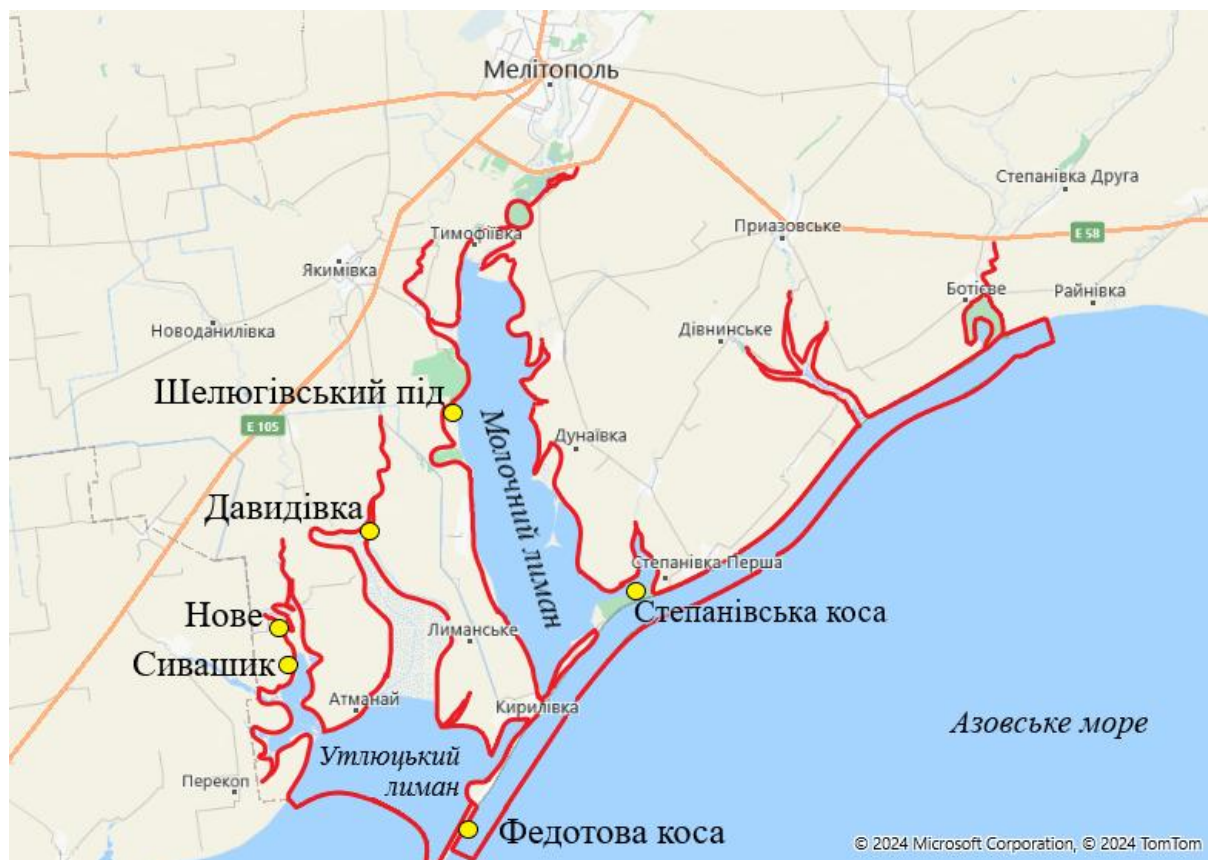 Мелітополь
Степанівка Друга
Приазовське
Тимофіївка
E 58
Якимівка
Ботієве
Райнівка
Новоданилівка
Дівнинське
Шелюгівський під
E 105
Молочний лиман
Дунаївка
Давидівка
Степанівка Перша
Степанівська коса
Нове
Лиманське
Сивашик
Атманай
Кирилівка
Азовське море
Утлюцький
лиман
Перекоп
Федотова коса
© 2024 Microsoft Corporation, © 2024 TomTom